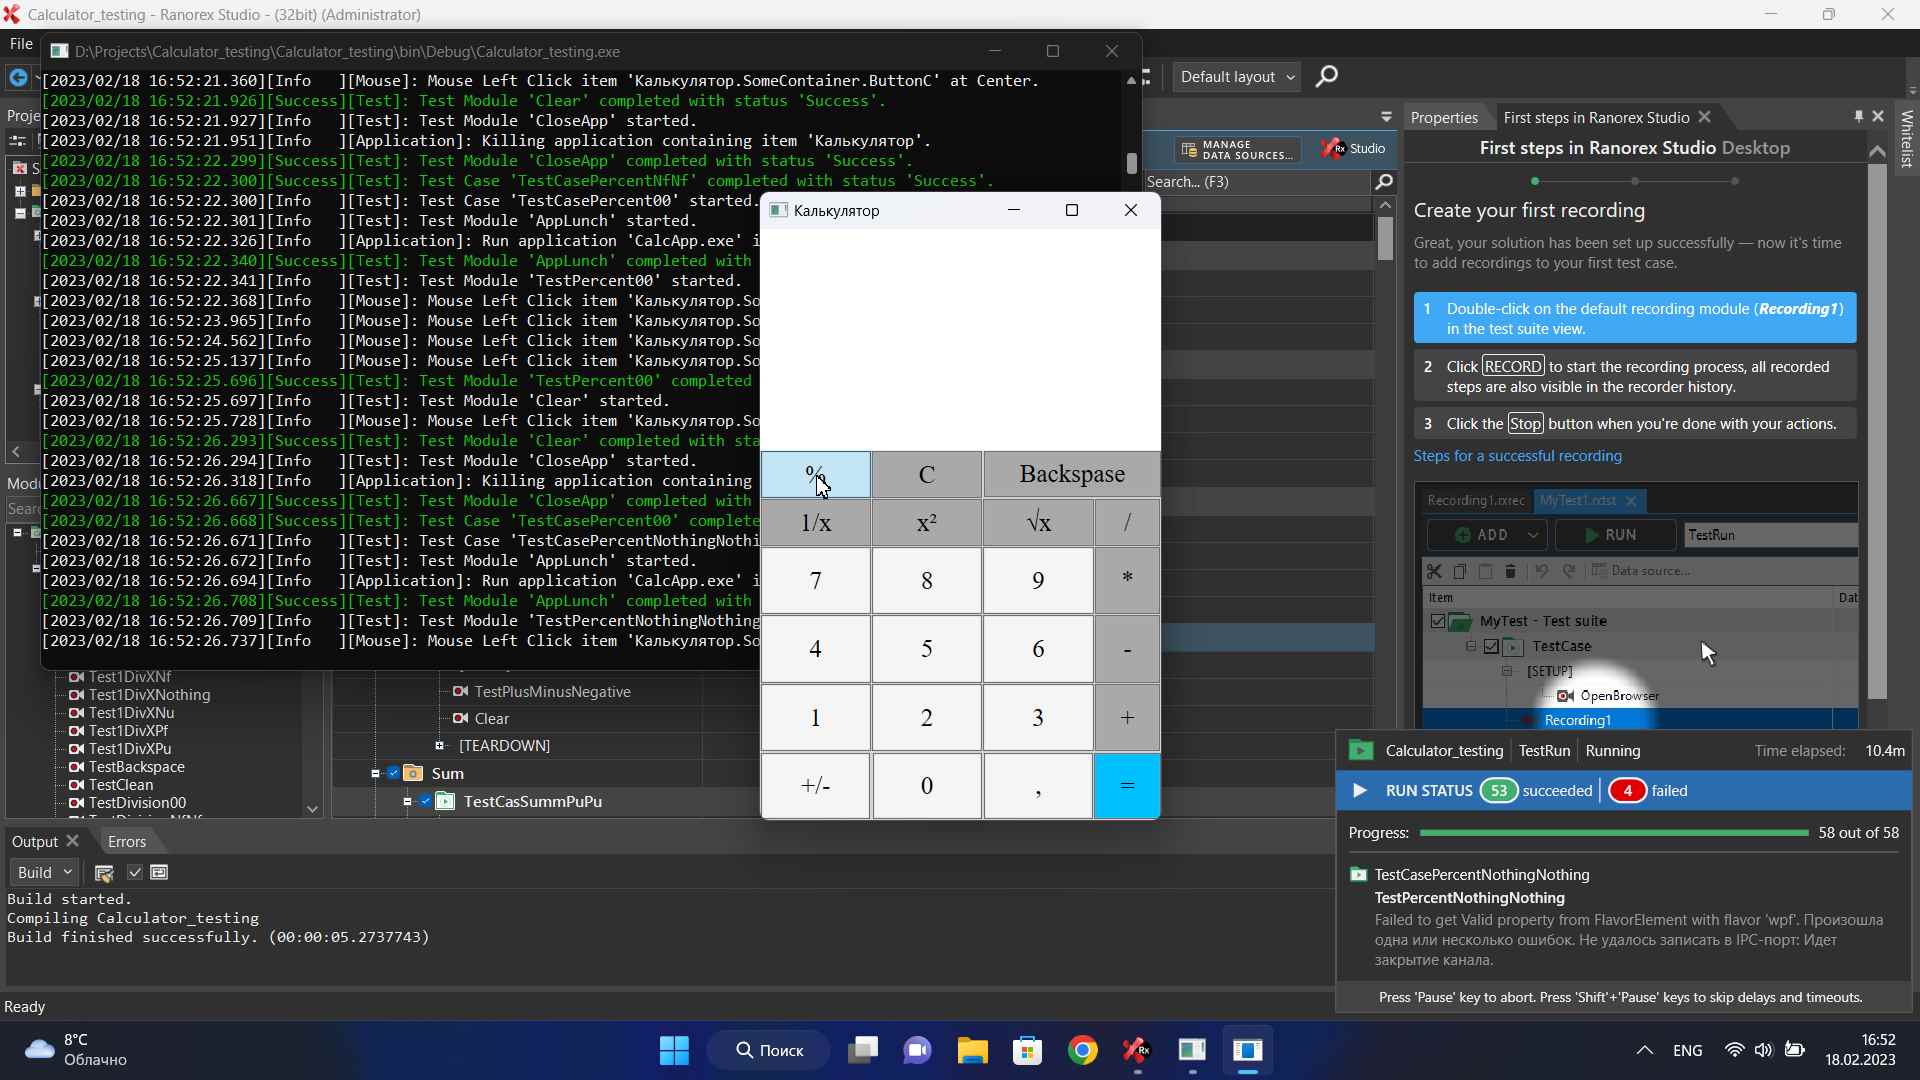 Calculator_testing - Ranorex Studio - (32bit) (Administrator)
File
D:\Projects\Calculator_testing\Calculator_testing\bin\Debug\Calculator_testing.exe
[2023/02/18 16:52:21.360][Info   ][Mouse]: Mouse Left Click item 'Калькулятор.SomeContainer.ButtonC' at Center.
[2023/02/18 16:52:21.926][Success][Test]: Test Module 'Clear' completed with status 'Success'.
[2023/02/18 16:52:21.927][Info   ][Test]: Test Module 'CloseApp' started.
[2023/02/18 16:52:21.951][Info   ][Application]: Killing application containing item 'Калькулятор'.
[2023/02/18 16:52:22.299][Success][Test]: Test Module 'CloseApp' completed with status 'Success'.
[2023/02/18 16:52:22.300][Success][Test]: Test Case 'TestCasePercentNfNf' completed with status 'Success'.
[2023/02/18 16:52:22.300][Info   ][Test]: Test Case 'TestCasePercent00' started.
[2023/02/18 16:52:22.301][Info   ][Test]: Test Module 'AppLunch' started.
[2023/02/18 16:52:22.326][Info   ][Application]: Run application 'CalcApp.exe' i
[2023/02/18 16:52:22.340][Success][Test]: Test Module 'AppLunch' completed with
[2023/02/18 16:52:22.341][Info   ][Test]: Test Module 'TestPercent00' started.
[2023/02/18 16:52:22.368][Info   ][Mouse]: Mouse Left Click item 'Калькулятор.So
[2023/02/18 16:52:23.965][Info   ][Mouse]: Mouse Left Click item 'Калькулятор.So
[2023/02/18 16:52:24.562][Info   ][Mouse]: Mouse Left Click item 'Калькулятор.So
[2023/02/18 16:52:25.137][Info   ][Mouse]: Mouse Left Click item 'Калькулятор.So
[2023/02/18 16:52:25.696][Success][Test]: Test Module 'TestPercent00' completed
[2023/02/18 16:52:25.697][Info   ][Test]: Test Module 'Clear' started.
[2023/02/18 16:52:25.728][Info   ][Mouse]: Mouse Left Click item 'Калькулятор.So
[2023/02/18 16:52:26.293][Success][Test]: Test Module 'Clear' completed with sta
[2023/02/18 16:52:26.294][Info   ][Test]: Test Module 'CloseApp' started.
[2023/02/18 16:52:26.318][Info   ][Application]: Killing application containing
[2023/02/18 16:52:26.667][Success][Test]: Test Module 'CloseApp' completed with
[2023/02/18 16:52:26.668][Success][Test]: Test Case 'TestCasePercent00' complete
[2023/02/18 16:52:26.671][Info   ][Test]: Test Case 'TestCasePercentNothingNothi
[2023/02/18 16:52:26.672][Info   ][Test]: Test Module 'AppLunch' started.
[2023/02/18 16:52:26.694][Info   ][Application]: Run application 'CalcApp.exe' i
[2023/02/18 16:52:26.708][Success][Test]: Test Module 'AppLunch' completed with
[2023/02/18 16:52:26.709][Info   ][Test]: Test Module 'TestPercentNothingNothing
[2023/02/18 16:52:26.737][Info   ][Mouse]: Mouse Left Click item 'Калькулятор.So
Proje
S
Modu
Searc
Test1DivXNf
Test1DivXNothing
Test1DivXNu
Test1DivXPf
Test1DivXPu
TestBackspace
TestClean
TestDivision00
TestPlusMinusNegative
Clear
[TEARDOWN]
Sum
TestCasSummPuPu
Калькулятор
% C Backspase
1/x x² √x /
7 8 9 *
4 5 6 -
1 2 3 +
+/- 0 , =
Default layout
MANAGE
DATA SOURCES...
Rx Studio
Search... (F3)
Properties
First steps in Ranorex Studio
Whitelist
First steps in Ranorex Studio Desktop
Create your first recording
Great, your solution has been set up successfully — now it's time
to add recordings to your first test case.
1 Double-click on the default recording module (Recording1)
in the test suite view.
2 Click RECORD to start the recording process, all recorded
steps are also visible in the recorder history.
3 Click the Stop button when you're done with your actions.
Steps for a successful recording
Recording1.rxrec MyTest1.rxtst
ADD RUN TestRun
Data source...
Item Dat
MyTest - Test suite
TestCase
[SETUP]
OpenBrowser
Recording1
Calculator_testing TestRun Running Time elapsed: 10.4m
RUN STATUS 53 succeeded 4 failed
Progress: 58 out of 58
TestCasePercentNothingNothing
TestPercentNothingNothing
Failed to get Valid property from FlavorElement with flavor 'wpf'. Произошла
одна или несколько ошибок. Не удалось записать в IPC-порт: Идет
закрытие канала.
Press 'Pause' key to abort. Press 'Shift'+'Pause' keys to skip delays and timeouts.
Output
Errors
Build
Build started.
Compiling Calculator_testing
Build finished successfully. (00:00:05.2737743)
Ready
8°C
Облачно
Поиск
Rx
ENG
16:52
18.02.2023